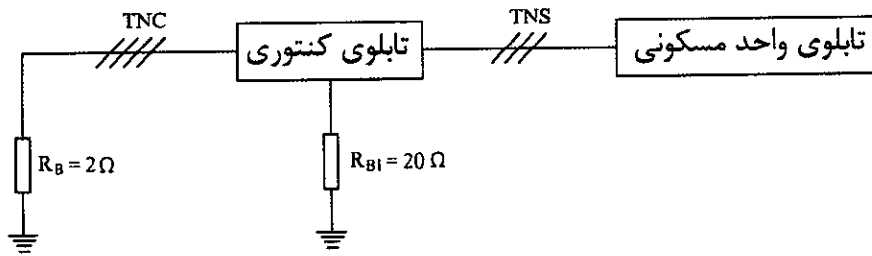 TNC
تابلوی کنتوری
TNS
تابلوی واحد مسکونی
R_B = 2Ω
R_B1 = 20 Ω